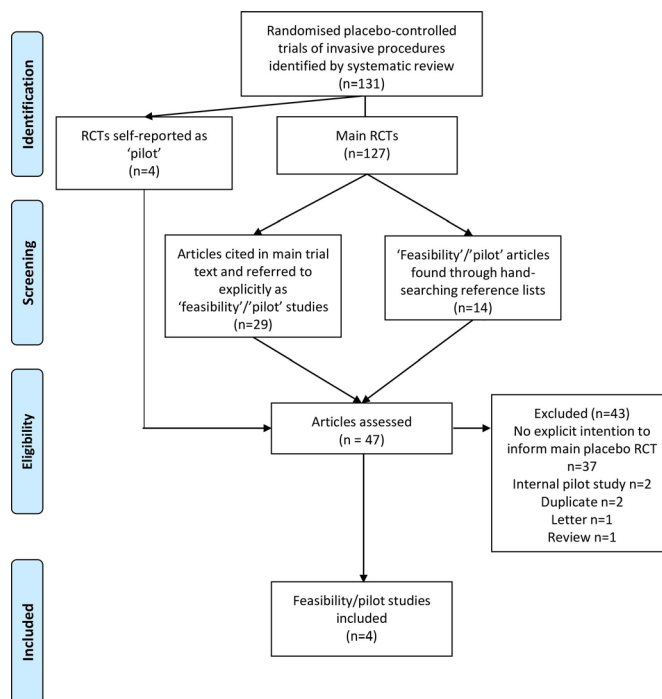 Identification
Randomised placebo-controlled
trials of invasive procedures
identified by systematic review
(n=131)
RCTs self-reported as
‘pilot’
(n=4)
Main RCTs
(n=127)
Screening
Articles cited in main trial
text and referred to
explicitly as
‘feasibility’/’pilot’ studies
(n=29)
‘Feasibility’/’pilot’ articles
found through hand-
searching reference lists
(n=14)
Eligibility
Articles assessed
(n = 47)
Excluded (n=43)
No explicit intention to
inform main placebo RCT
n=37
Internal pilot study n=2
Duplicate n=2
Letter n=1
Review n=1
Included
Feasibility/pilot studies
included
(n=4)